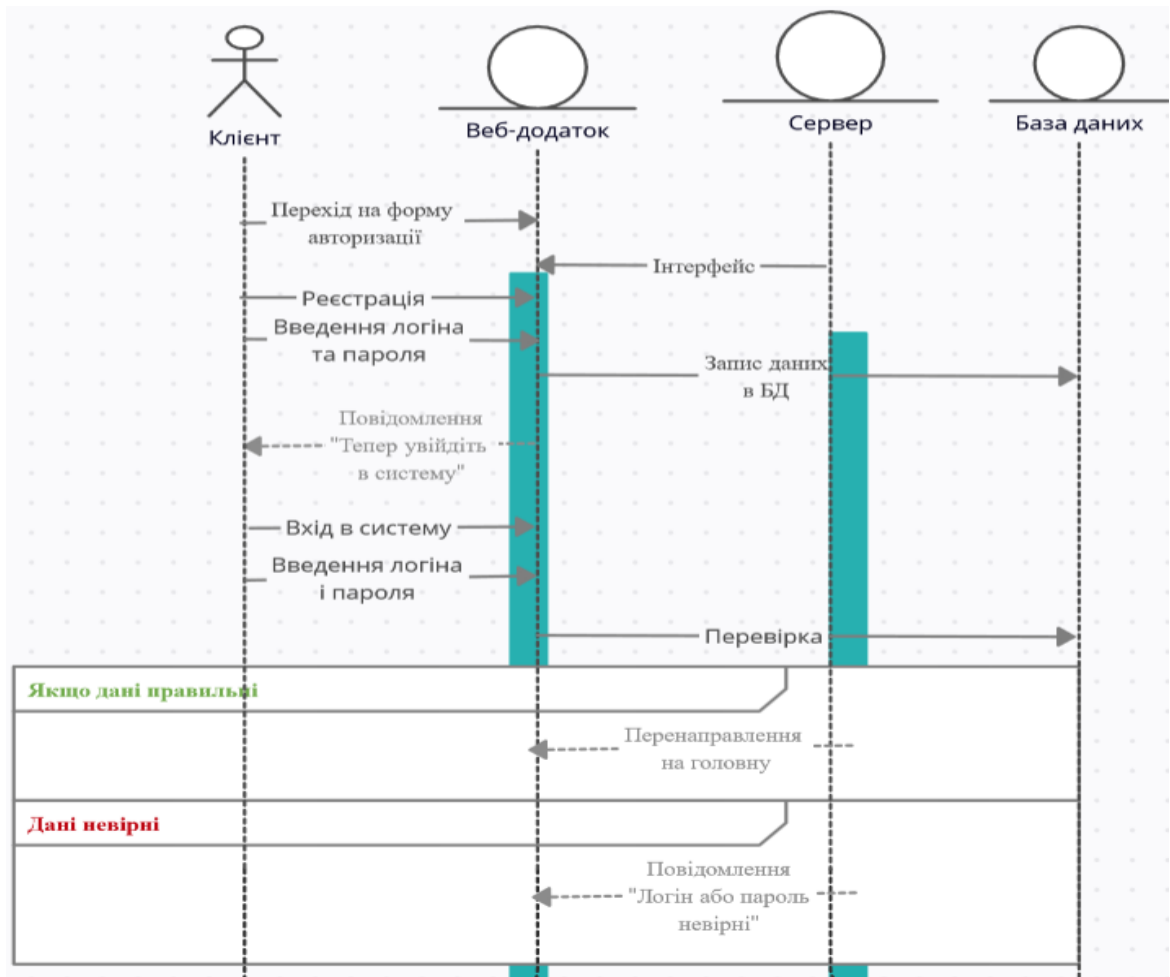 Клієнт
Веб-додаток
Сервер
База даних
Перехід на форму
авторизації
Інтерфейс
Реєстрація
Введення логіна
та пароля
Запис даних
в БД
Повідомлення
"Тепер увійдіть
в систему"
Вхід в систему
Введення логіна
і пароля
Перевірка
Якщо дані правильні
Перенаправлення
на головну
Дані невірні
Повідомлення
"Логін або пароль
невірні"